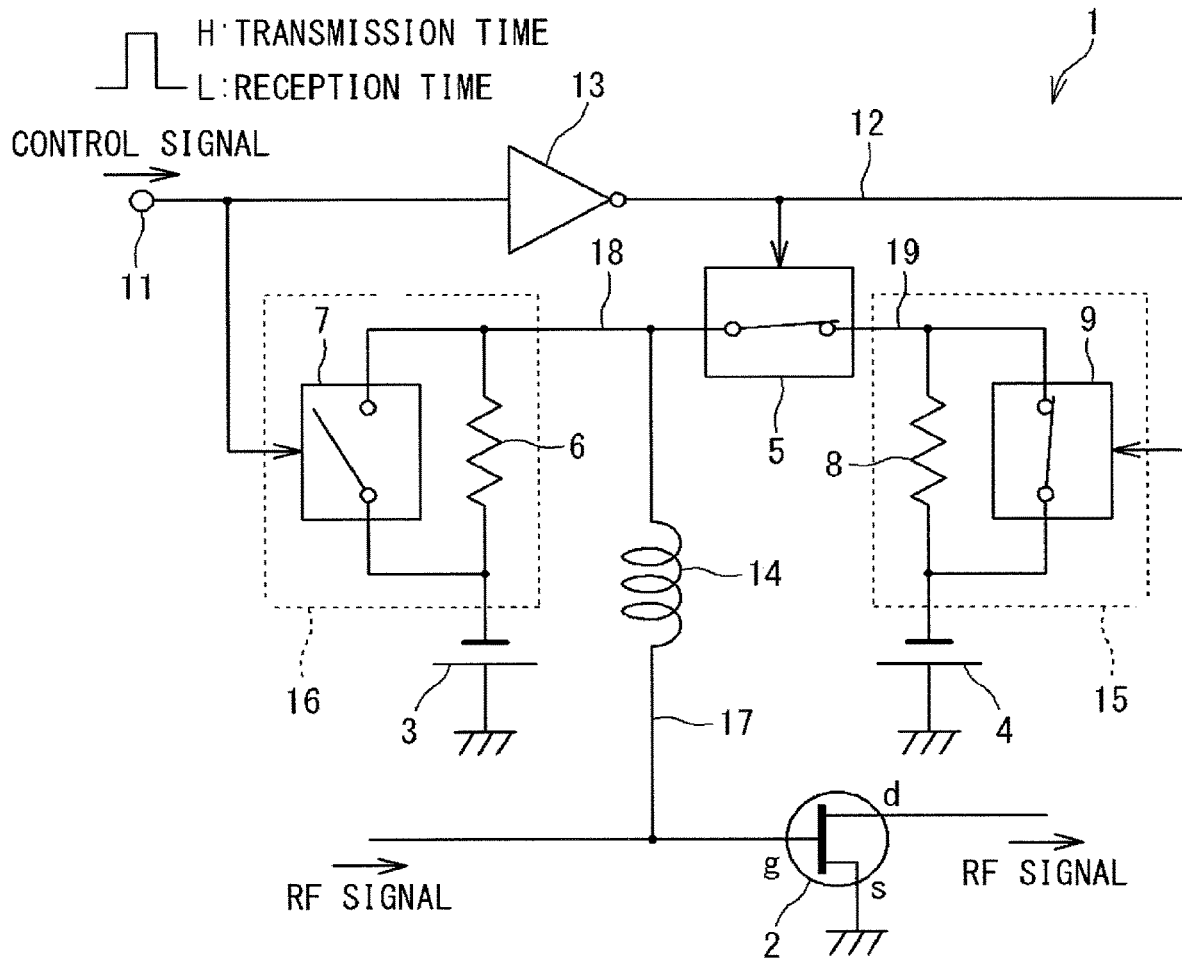 1
H:TRANSMISSION TIME
L:RECEPTION TIME
13
12
CONTROL SIGNAL
11
18
19
7
9
5
6
8
14
16
3
17
4
15
d
g
s
RF SIGNAL
RF SIGNAL
2